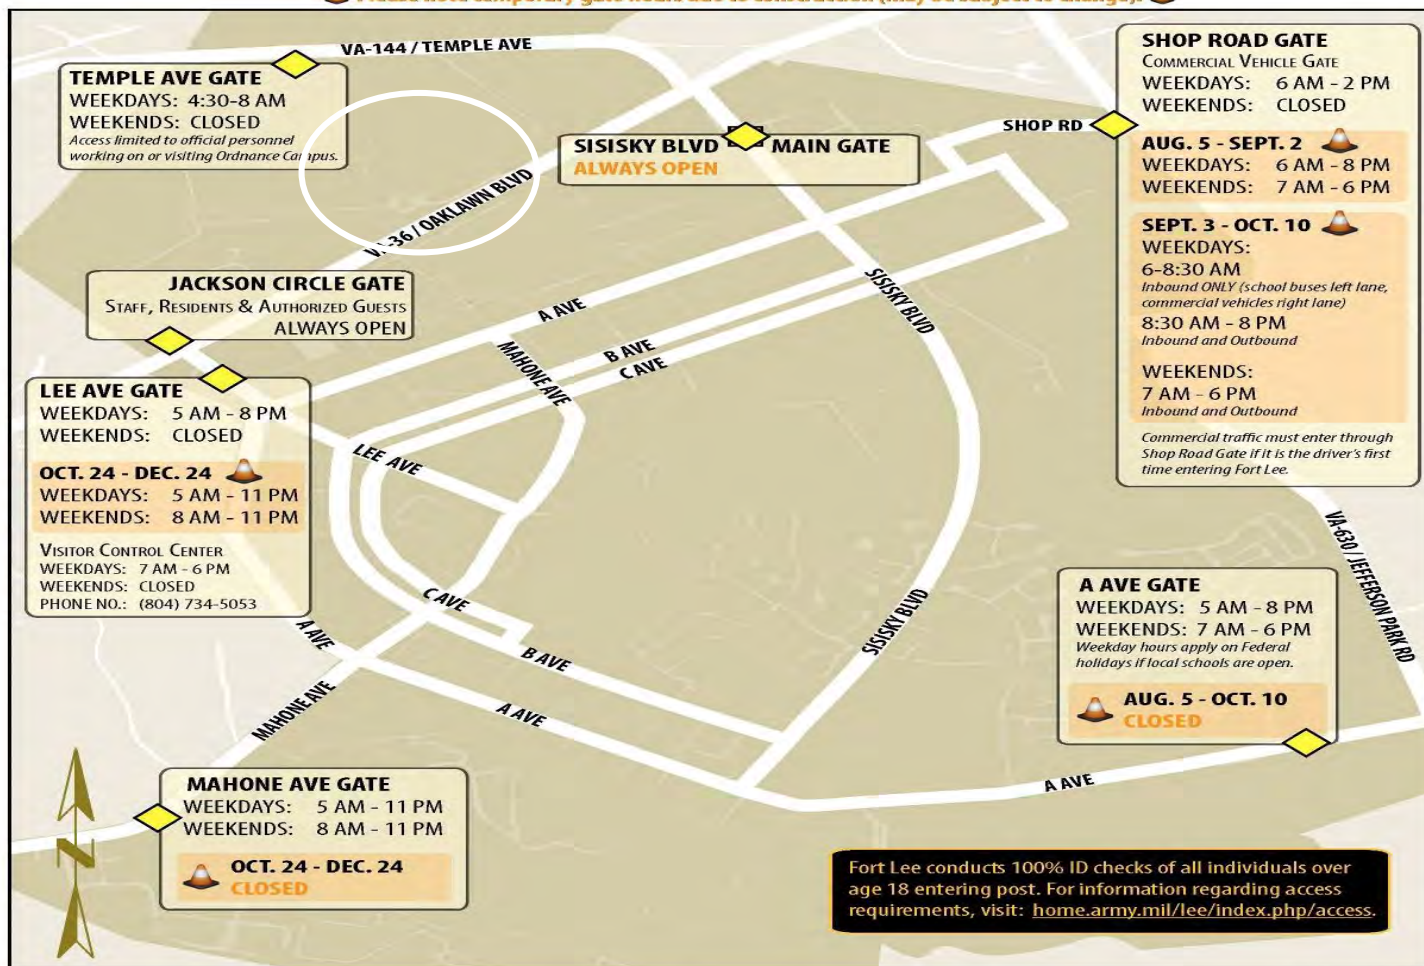 Please note temporary gate hours due to construction (may be subject to change).
VA-144 / TEMPLE AVE
TEMPLE AVE GATE
WEEKDAYS: 4:30-8 AM
WEEKENDS: CLOSED
Access limited to official personnel
working on or visiting Ordnance Campus.
SISISKY BLVD MAIN GATE
ALWAYS OPEN
SHOP RD
SHOP ROAD GATE
COMMERCIAL VEHICLE GATE
WEEKDAYS: 6 AM - 2 PM
WEEKENDS: CLOSED
AUG. 5 - SEPT. 2
WEEKDAYS: 6 AM - 8 PM
WEEKENDS: 7 AM - 6 PM
SEPT. 3 - OCT. 10
WEEKDAYS:
6-8:30 AM
Inbound ONLY (school buses left lane,
commercial vehicles right lane)
8:30 AM - 8 PM
Inbound and Outbound
WEEKENDS:
7 AM - 6 PM
Inbound and Outbound
Commercial traffic must enter through
Shop Road Gate if it is the driver's first
time entering Fort Lee.
VA-36 / OAKLAWN BLVD
JACKSON CIRCLE GATE
STAFF, RESIDENTS & AUTHORIZED GUESTS
ALWAYS OPEN
A AVE
MAHONE AVE
B AVE
C AVE
SISISKY BLVD
LEE AVE GATE
WEEKDAYS: 5 AM - 8 PM
WEEKENDS: CLOSED
OCT. 24 - DEC. 24
WEEKDAYS: 5 AM - 11 PM
WEEKENDS: 8 AM - 11 PM
VISITOR CONTROL CENTER
WEEKDAYS: 7 AM - 6 PM
WEEKENDS: CLOSED
PHONE NO.: (804) 734-5053
LEE AVE
VA-630 / JEFFERSON PARK RD
A AVE GATE
WEEKDAYS: 5 AM - 8 PM
WEEKENDS: 7 AM - 6 PM
Weekday hours apply on Federal
holidays if local schools are open.
AUG. 5 - OCT. 10
CLOSED
C AVE
SISISKY BLVD
A AVE
B AVE
MAHONE AVE
A AVE
A AVE
MAHONE AVE GATE
WEEKDAYS: 5 AM - 11 PM
WEEKENDS: 8 AM - 11 PM
OCT. 24 - DEC. 24
CLOSED
N
Fort Lee conducts 100% ID checks of all individuals over
age 18 entering post. For information regarding access
requirements, visit: home.army.mil/lee/index.php/access.